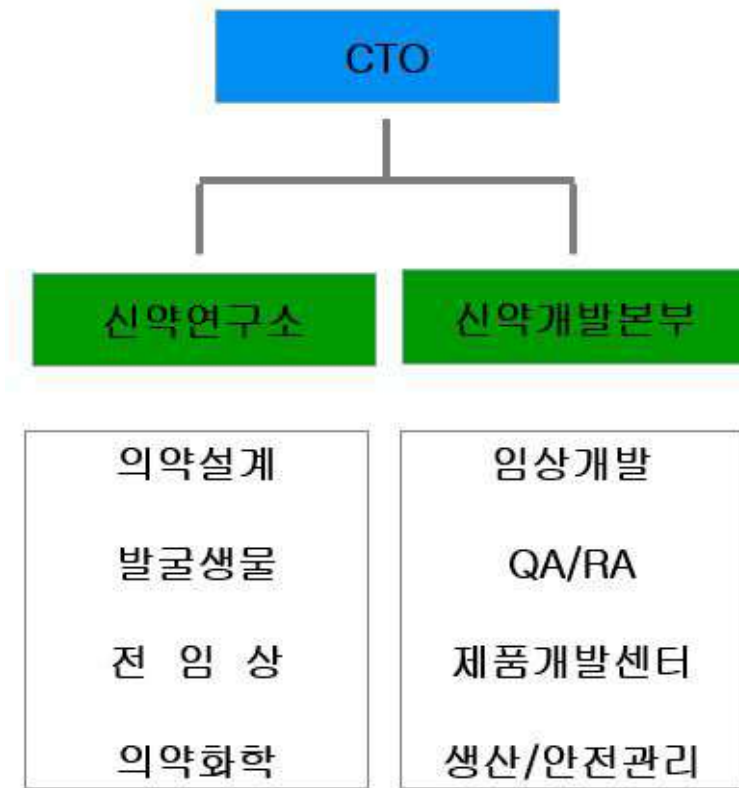 CTO
신약연구소
신약개발본부
의약설계
발굴생물
전 임 상
의약화학
임상개발
QA/RA
제품개발센터
생산/안전관리